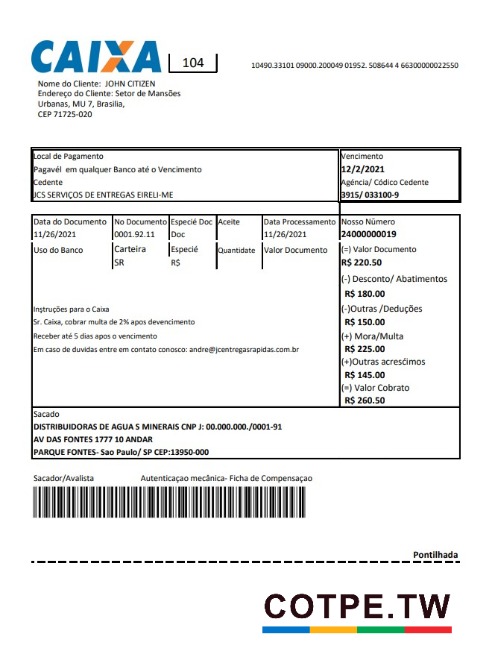 CAIXA
104
10490.33101 09000.200049 01952. 508644 4 66300000022550
Nome do Cliente: JOHN CITIZEN
Endereço do Cliente: Setor de Mansões
Urbanas, MU 7, Brasilia,
CEP 71725-020
Local de Pagamento
Vencimento
Pagavél em qualquer Banco até o Vencimento
12/2/2021
Cedente
Agéncia/ Códico Cedente
JCS SERVIÇOS DE ENTREGAS EIRELI-ME
3915/ 033100-9
Data do Documento No Documento Especié Doc Aceite Data Processamento Nosso Número
11/26/2021 0001.92.11 Doc 11/26/2021 24000000019
Uso do Banco Carteira Especié Quantidate Valor Documento (=) Valor Documento
SR R$ R$ 220.50
(-) Desconto/ Abatimentos
R$ 180.00
Instruções para o Caixa
(-)Outras /Deduções
Sr. Caixa, cobrar multa de 2% apos devencimento
R$ 150.00
Receber até 5 dias apos o vencimento
(+) Mora/Multa
Em case de duvidas entre em contato conosco: andre@jcentregasrapidas.com.br
R$ 225.00
(+)Outras acrescĺmos
R$ 145.00
(=) Valor Cobrato
R$ 260.50
Sacado
DISTRIBUIDORAS DE AGUA S MINERAIS CNP J: 00.000.000./0001-91
AV DAS FONTES 1777 10 ANDAR
PARQUE FONTES- Sao Paulo/ SP CEP:13950-000
Sacador/Avalista Autenticaçao mecânica- Ficha de Compensaçao
Pontilhada
COTPE.TW